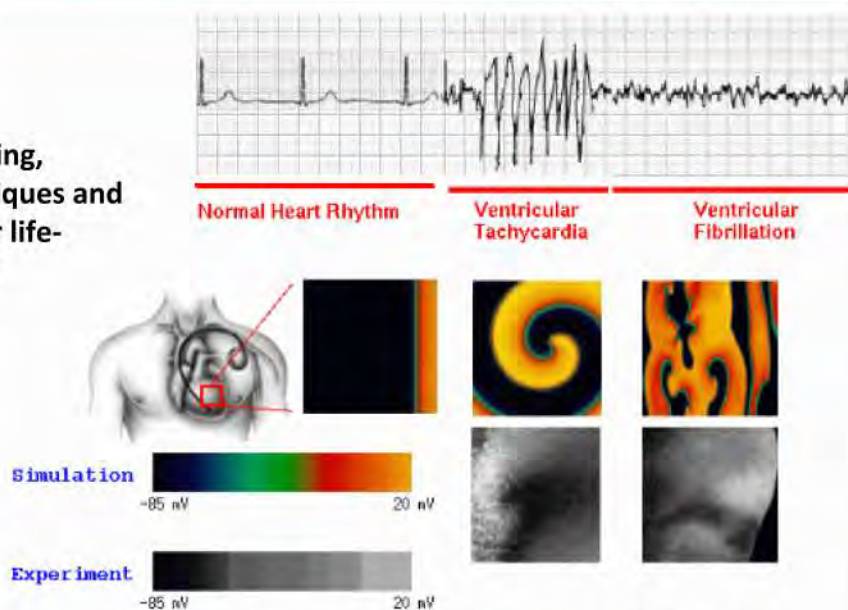 ing,
iques and
r life-
Normal Heart Rhythm
Ventricular
Tachycardia
Ventricular
Fibrillation
Simulation
-85 mV
20 mV
Experiment
-85 mV
20 mV